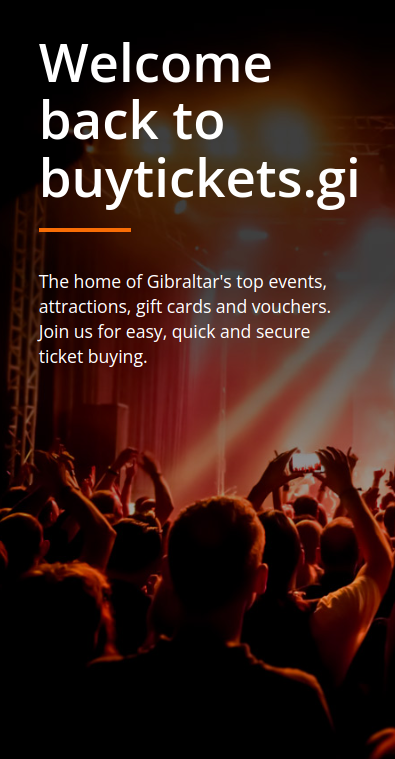 Welcome
back to
buytickets.gi
The home of Gibraltar's top events,
attractions, gift cards and vouchers.
Join us for easy, quick and secure
ticket buying.